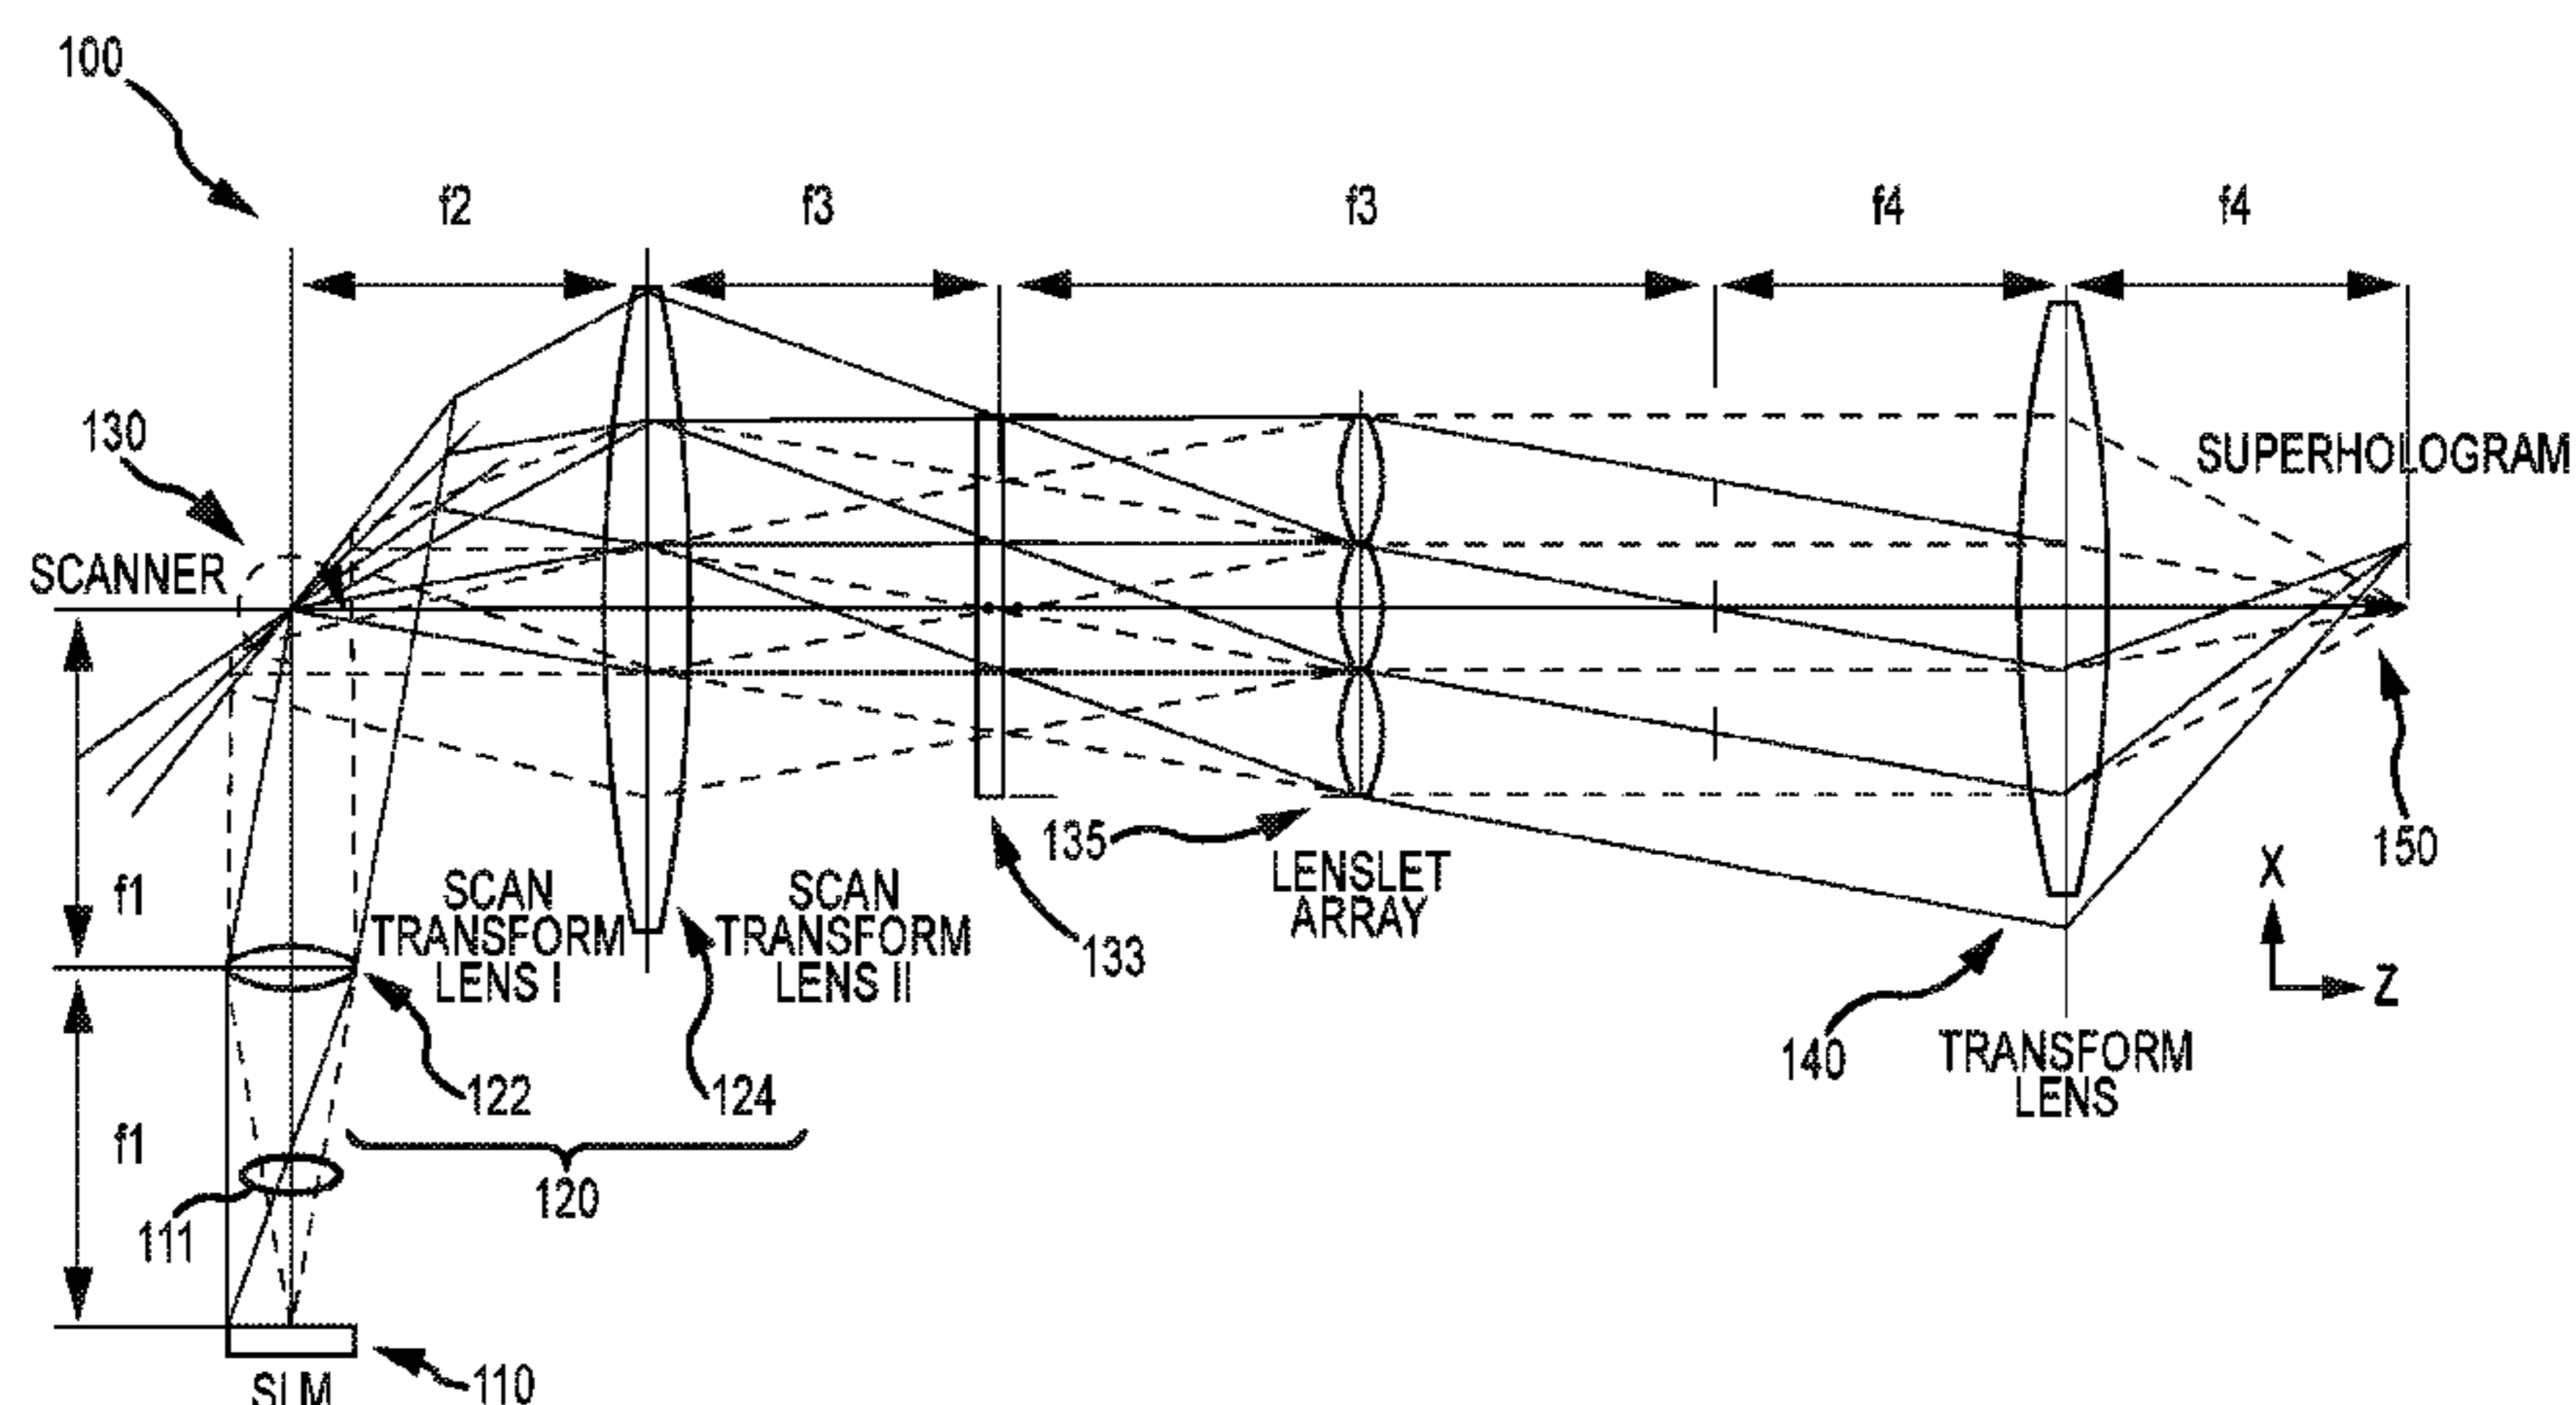 100
f2
f3
f3
f4
f4
130
SCANNER
SUPERHOLOGRAM
f1
SCAN
TRANSFORM
LENS I
SCAN
TRANSFORM
LENS II
133
135
LENSLET
ARRAY
150
X
Z
140
TRANSFORM
LENS
122
124
f1
120
111
110
SLM